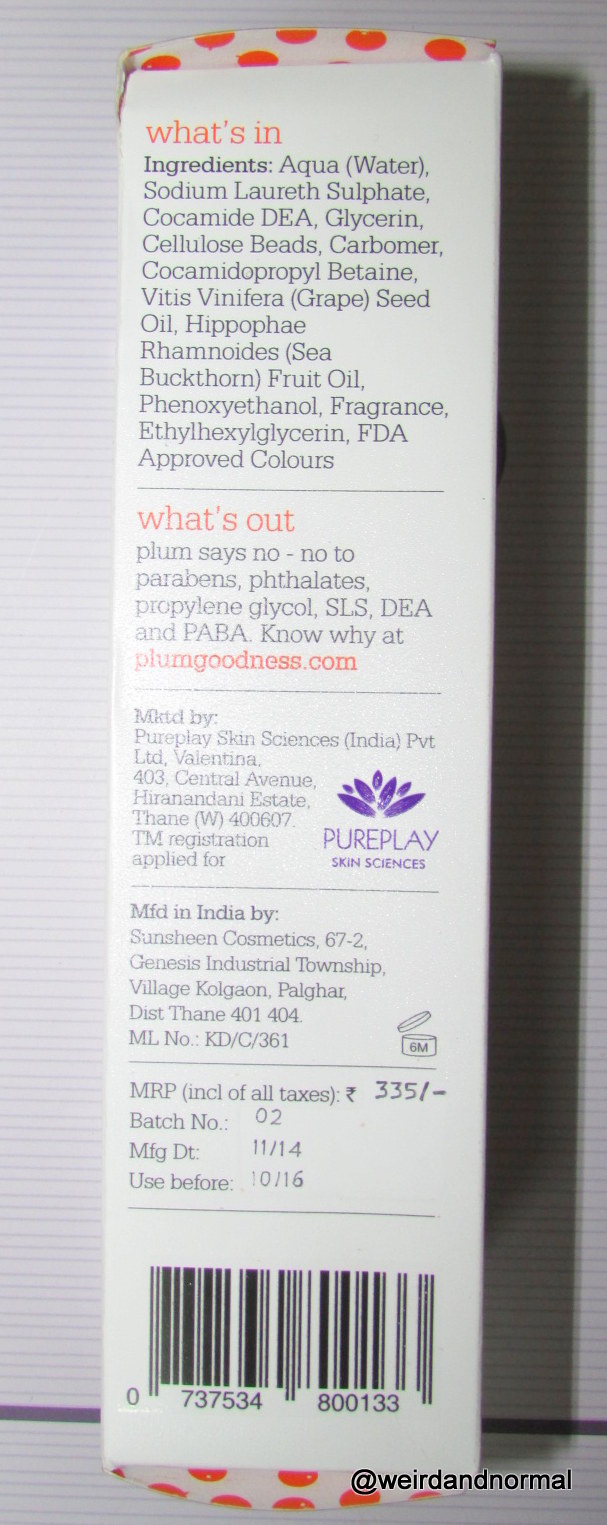 what's in
Ingredients: Aqua (Water),
Sodium Laureth Sulphate,
Cocamide DEA, Glycerin,
Cellulose Beads, Carbomer,
Cocamidopropyl Betaine,
Vitis Vinifera (Grape) Seed
Oil, Hippophae
Rhamnoides (Sea
Buckthorn) Fruit Oil,
Phenoxyethanol, Fragrance,
Ethylhexylglycerin, FDA
Approved Colours
what's out
plum says no - no to
parabens, phthalates,
propylene glycol, SLS, DEA
and PABA. Know why at
plumgoodness.com
Mktd by:
Pureplay Skin Sciences (India) Pvt
Ltd, Valentina,
403, Central Avenue,
Hiranandani Estate,
Thane (W) 400607.
TM registration
applied for
PUREPLAY
SKIN SCIENCES
Mfd in India by:
Sunsheen Cosmetics, 67-2,
Genesis Industrial Township,
Village Kolgaon, Palghar,
Dist Thane 401 404.
ML No.: KD/C/361
6M
MRP (incl of all taxes): ₹ 335/-
Batch No.: 02
Mfg Dt: 11/14
Use before: 10/16
0 737534 800133
@weirdandnormal